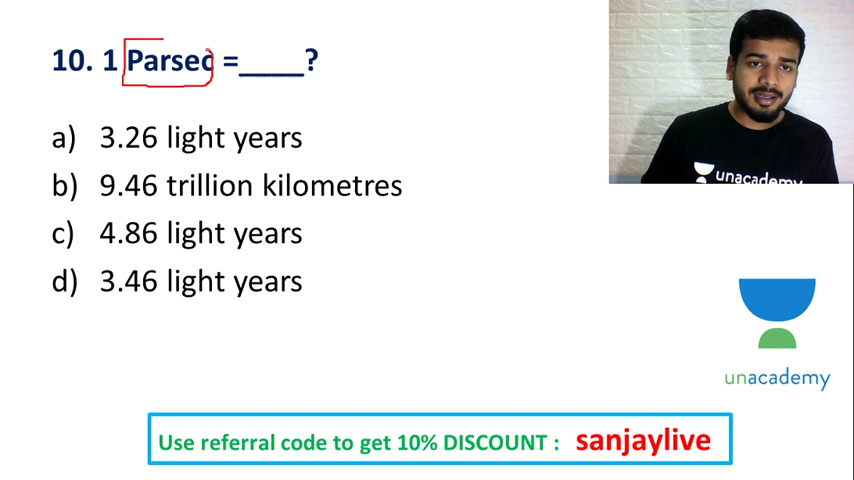 10. 1 Parsec =____?
a) 3.26 light years
b) 9.46 trillion kilometres
c) 4.86 light years
d) 3.46 light years
unacademy
unacademy
Use referral code to get 10% DISCOUNT : sanjaylive